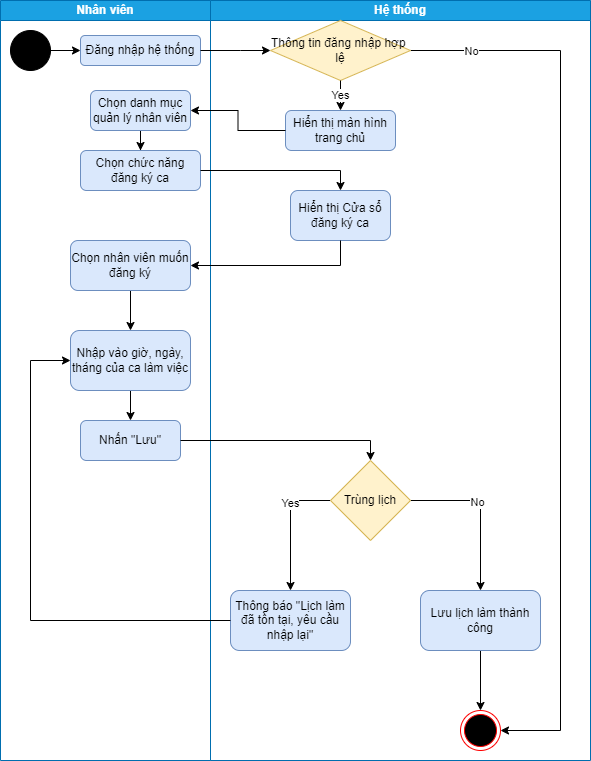 Nhân viên
Hệ thống
Đăng nhập hệ thống
Thông tin đăng nhập hợp
lệ
No
Yes
Chọn danh mục
quản lý nhân viên
Hiển thị màn hình
trang chủ
Chọn chức năng
đăng ký ca
Hiển thị Cửa sổ
đăng ký ca
Chọn nhân viên muốn
đăng ký
Nhập vào giờ, ngày,
tháng của ca làm việc
Nhấn "Lưu"
Trùng lịch
Yes
No
Thông báo "Lịch làm
đã tồn tại, yêu cầu
nhập lại"
Lưu lịch làm thành
công